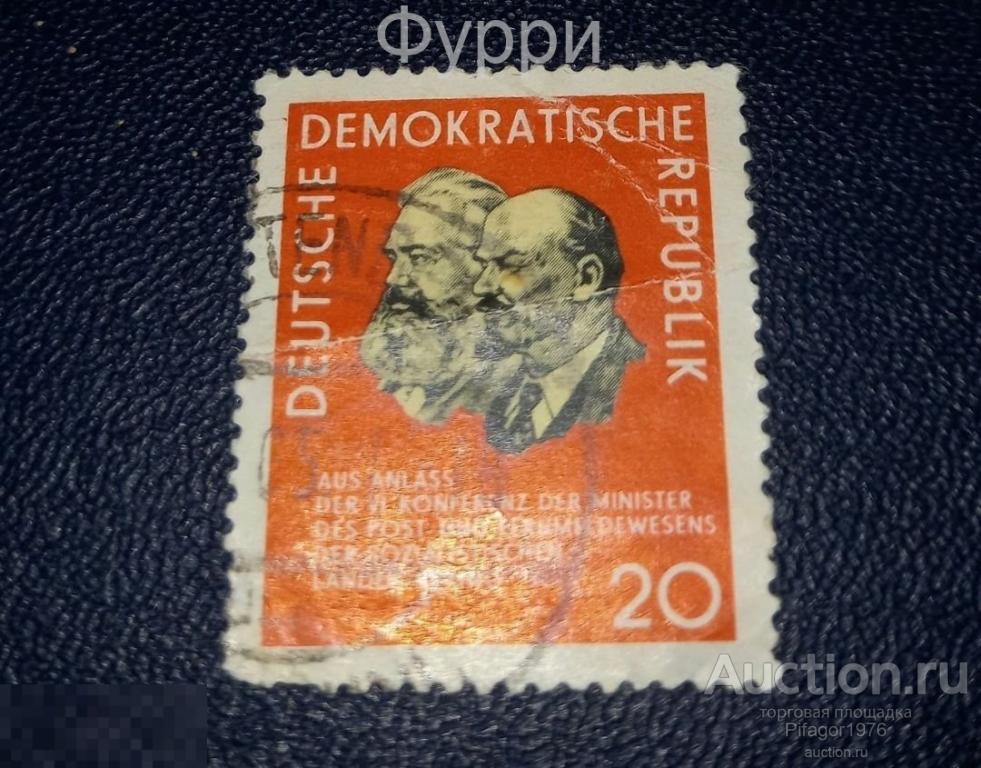 Фурри
DEUTSCHE DEMOKRATISCHE REPUBLIK
AUS ANLASS
DER VI. KONFERENZ DER MINISTER
DES POST- UND FERNMELDEWESENS
DER SOZIALISTISCHEN
LÄNDER
20
Auction.ru
торговая площадка
Pifagor1976
auction.ru